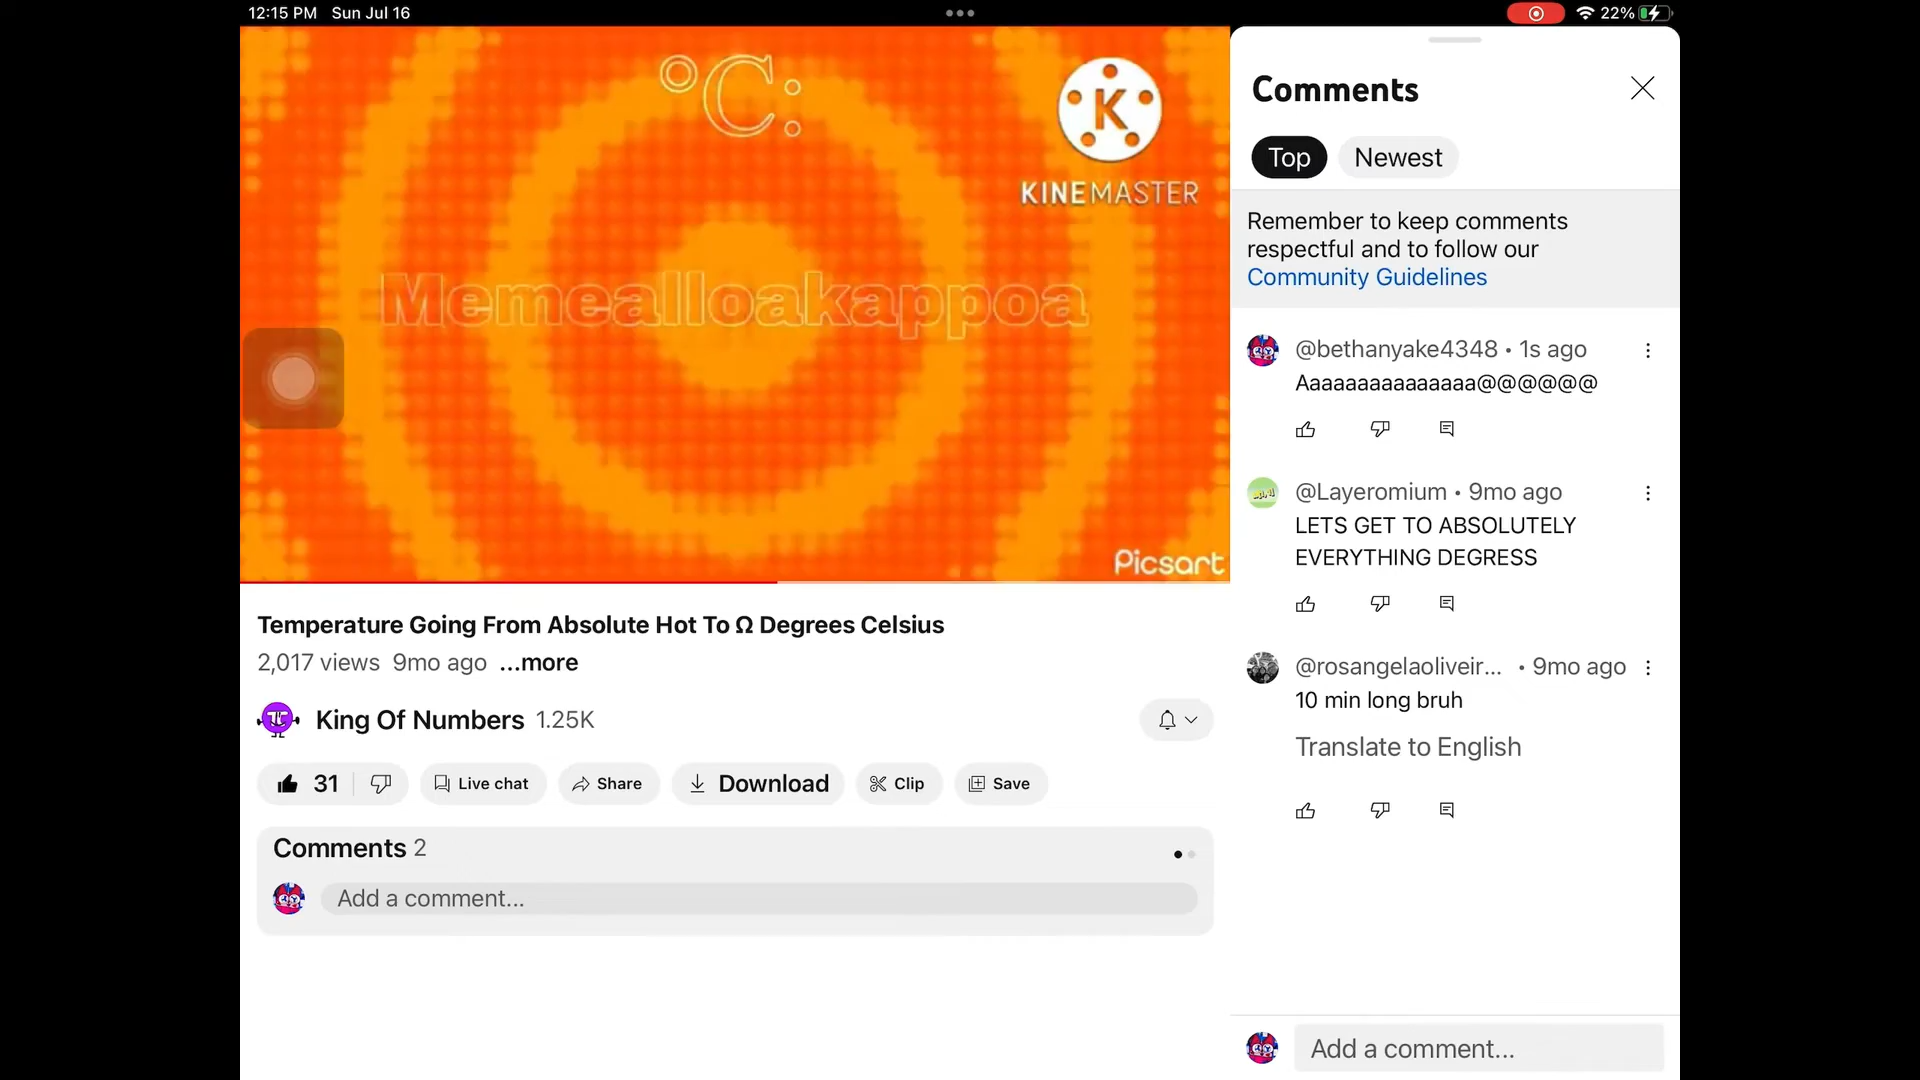 12:15 PM Sun Jul 16
22%
°C:
K
KINEMASTER
Memealloakappoa
Picsart
Temperature Going From Absolute Hot To Ω Degrees Celsius
2,017 views 9mo ago ...more
King Of Numbers 1.25K
31 Live chat Share Download Clip Save
Comments 2
Add a comment...
Comments
Top Newest
Remember to keep comments
respectful and to follow our
Community Guidelines
@bethanyake4348 • 1s ago
Aaaaaaaaaaaaaaa@@@@@@
@Layeromium • 9mo ago
LETS GET TO ABSOLUTELY
EVERYTHING DEGRESS
@rosangelaoliveir... • 9mo ago
10 min long bruh
Translate to English
Add a comment...